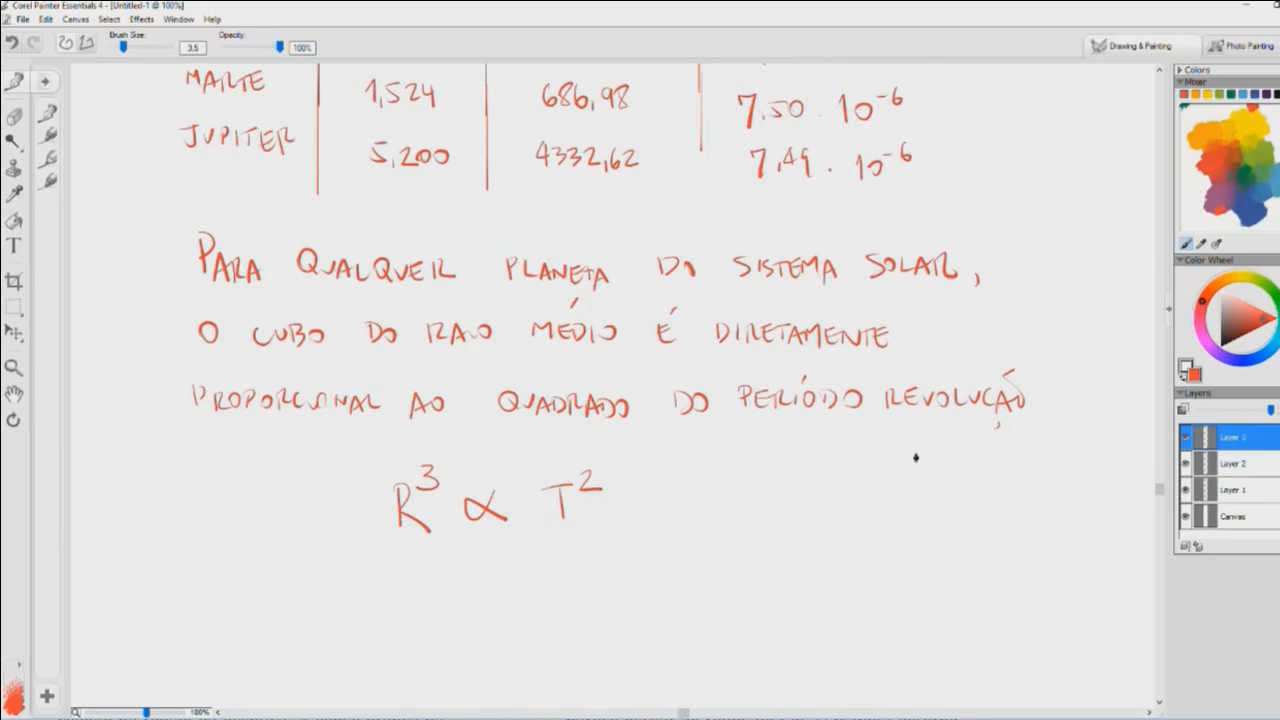 Corel Painter Essentials 4 - [Untitled-1 @ 100%]
File Edit Canvas Select Effects Window Help
Brush Size: 3.5 Opacity: 100%
Drawing & Painting Photo Painting
MARTE 1,524 686,98 7,50 . 10-6
JUPITER 5,200 4332,62 7,49 . 10-6
PARA QUALQUER PLANETA DO SISTEMA SOLAR,
O CUBO DO RAIO MÉDIO É DIRETAMENTE
PROPORCIONAL AO QUADRADO DO PERÍODO REVOLUÇÃO
R³ ∝ T²
Colors
Mixer
Color Wheel
Layers
Layer 3
Layer 2
Layer 1
Canvas
100%